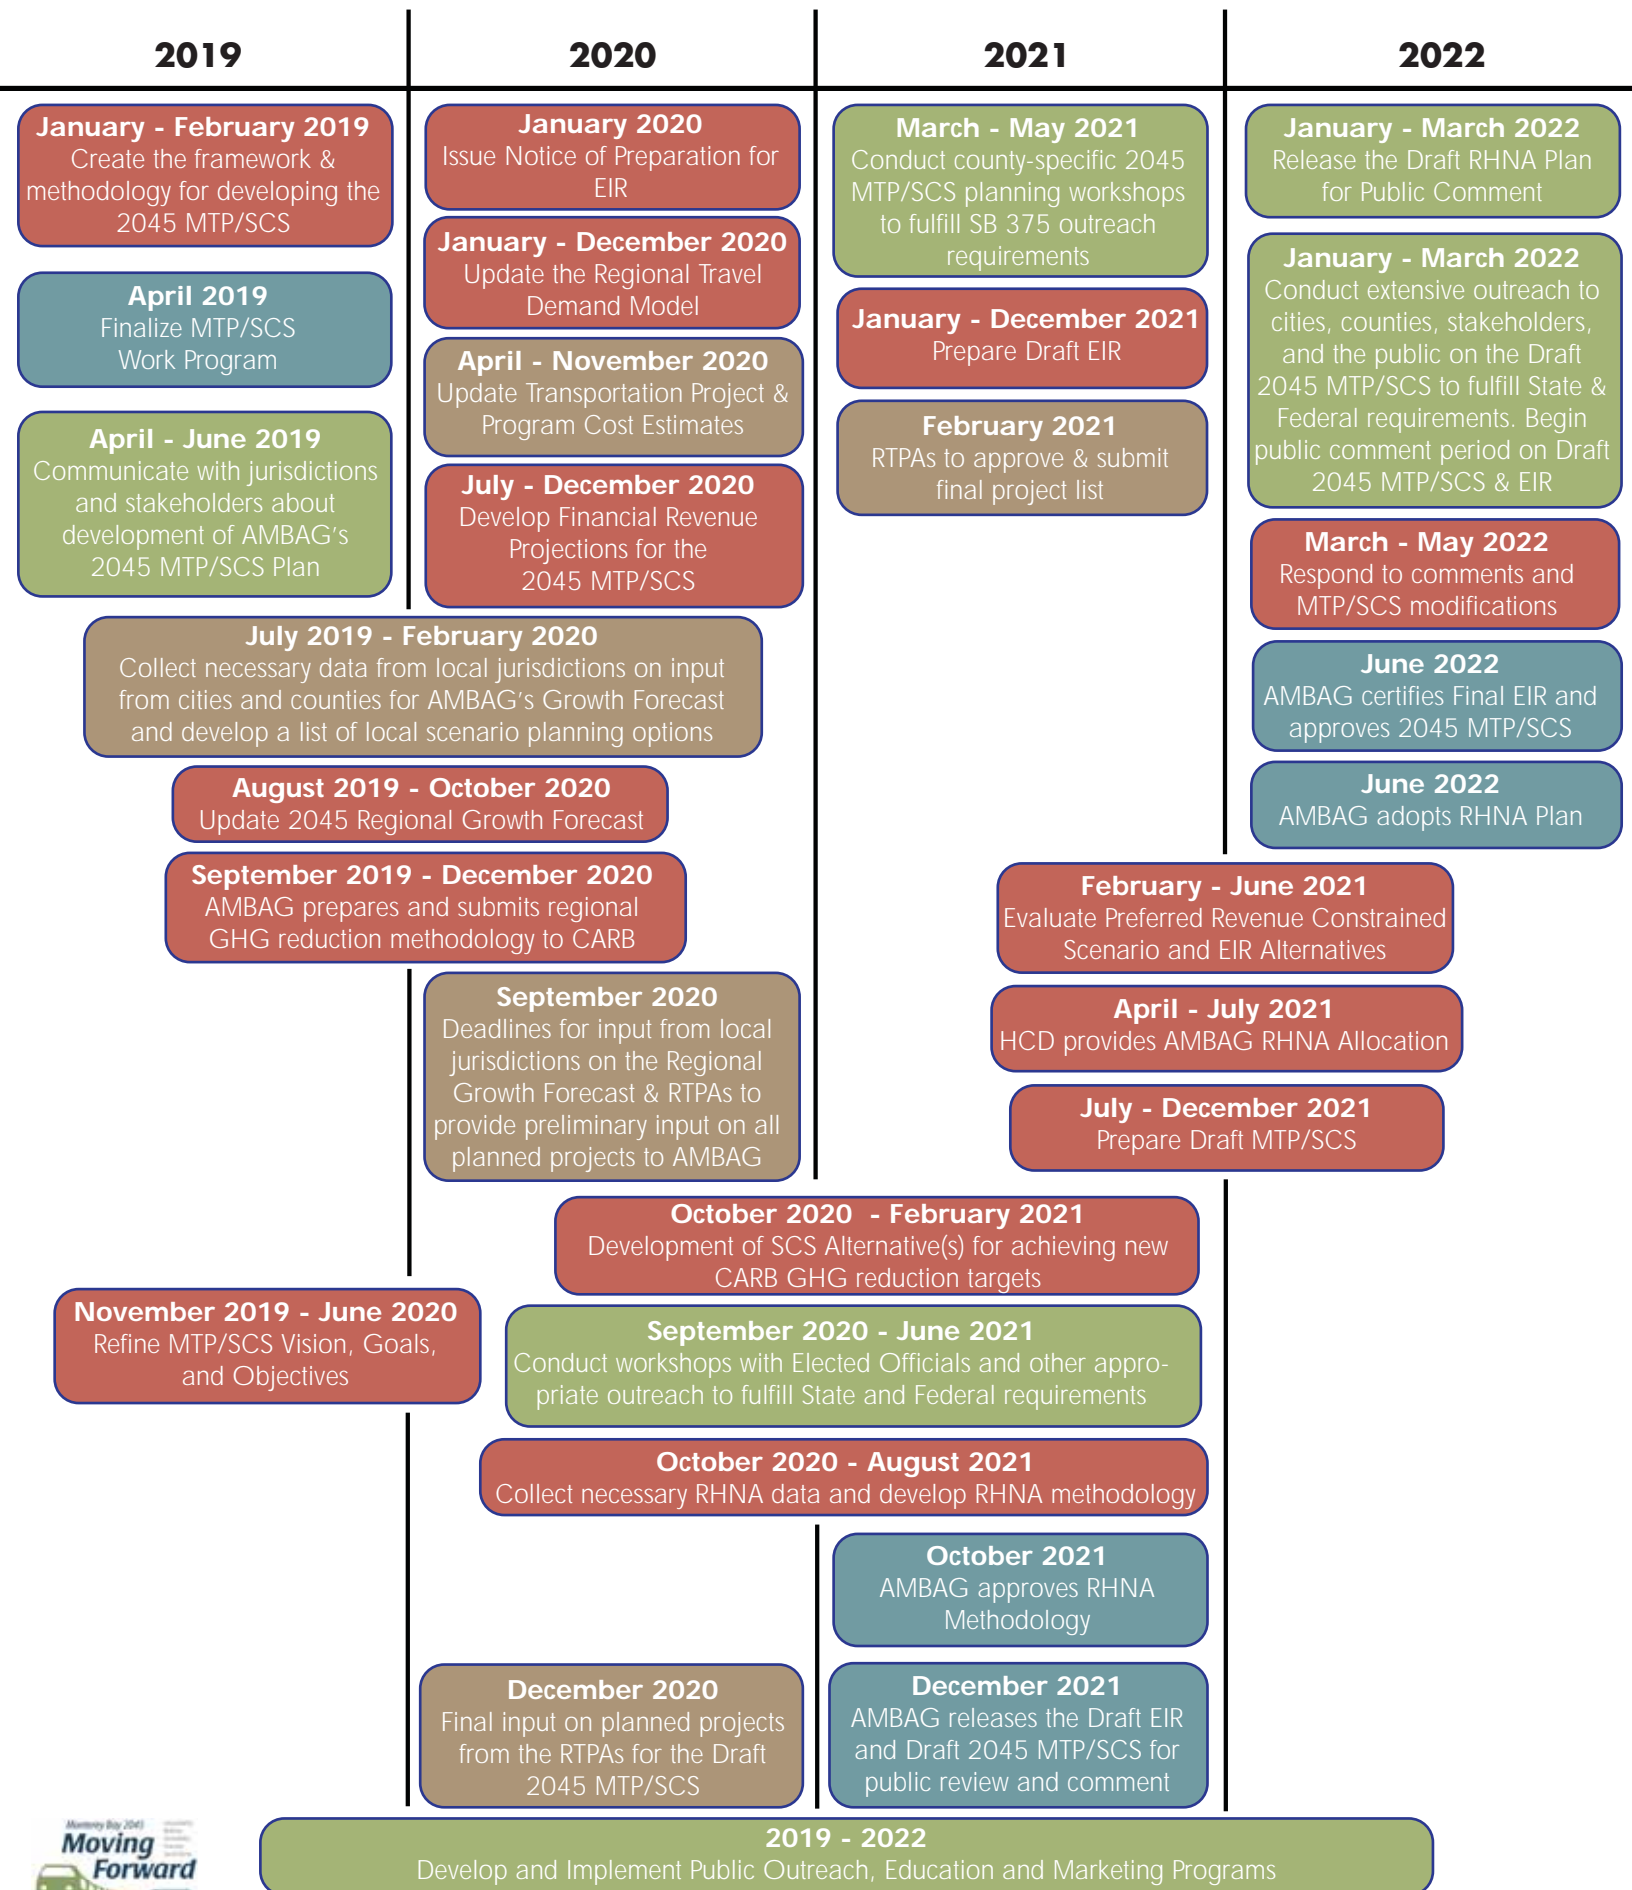 2019
2020
2021
2022
January - February 2019
Create the framework &
methodology for developing the
2045 MTP/SCS
April 2019
Finalize MTP/SCS
Work Program
April - June 2019
Communicate with jurisdictions
and stakeholders about
development of AMBAG's
2045 MTP/SCS Plan
January 2020
Issue Notice of Preparation for
EIR
January - December 2020
Update the Regional Travel
Demand Model
April - November 2020
Update Transportation Project &
Program Cost Estimates
July - December 2020
Develop Financial Revenue
Projections for the
2045 MTP/SCS
March - May 2021
Conduct county-specific 2045
MTP/SCS planning workshops
to fulfill SB 375 outreach
requirements
January - December 2021
Prepare Draft EIR
February 2021
RTPAs to approve & submit
final project list
January - March 2022
Release the Draft RHNA Plan
for Public Comment
January - March 2022
Conduct extensive outreach to
cities, counties, stakeholders,
and the public on the Draft
2045 MTP/SCS to fulfill State &
Federal requirements. Begin
public comment period on Draft
2045 MTP/SCS & EIR
March - May 2022
Respond to comments and
MTP/SCS modifications
June 2022
AMBAG certifies Final EIR and
approves 2045 MTP/SCS
June 2022
AMBAG adopts RHNA Plan
July 2019 - February 2020
Collect necessary data from local jurisdictions on input
from cities and counties for AMBAG's Growth Forecast
and develop a list of local scenario planning options
August 2019 - October 2020
Update 2045 Regional Growth Forecast
September 2019 - December 2020
AMBAG prepares and submits regional
GHG reduction methodology to CARB
September 2020
Deadlines for input from local
jurisdictions on the Regional
Growth Forecast & RTPAs to
provide preliminary input on all
planned projects to AMBAG
February - June 2021
Evaluate Preferred Revenue Constrained
Scenario and EIR Alternatives
April - July 2021
HCD provides AMBAG RHNA Allocation
July - December 2021
Prepare Draft MTP/SCS
October 2020 - February 2021
Development of SCS Alternative(s) for achieving new
CARB GHG reduction targets
November 2019 - June 2020
Refine MTP/SCS Vision, Goals,
and Objectives
September 2020 - June 2021
Conduct workshops with Elected Officials and other appro-
priate outreach to fulfill State and Federal requirements
October 2020 - August 2021
Collect necessary RHNA data and develop RHNA methodology
October 2021
AMBAG approves RHNA
Methodology
December 2020
Final input on planned projects
from the RTPAs for the Draft
2045 MTP/SCS
December 2021
AMBAG releases the Draft EIR
and Draft 2045 MTP/SCS for
public review and comment
Monterey Bay 2045
Moving
Forward
2019 - 2022
Develop and Implement Public Outreach, Education and Marketing Programs